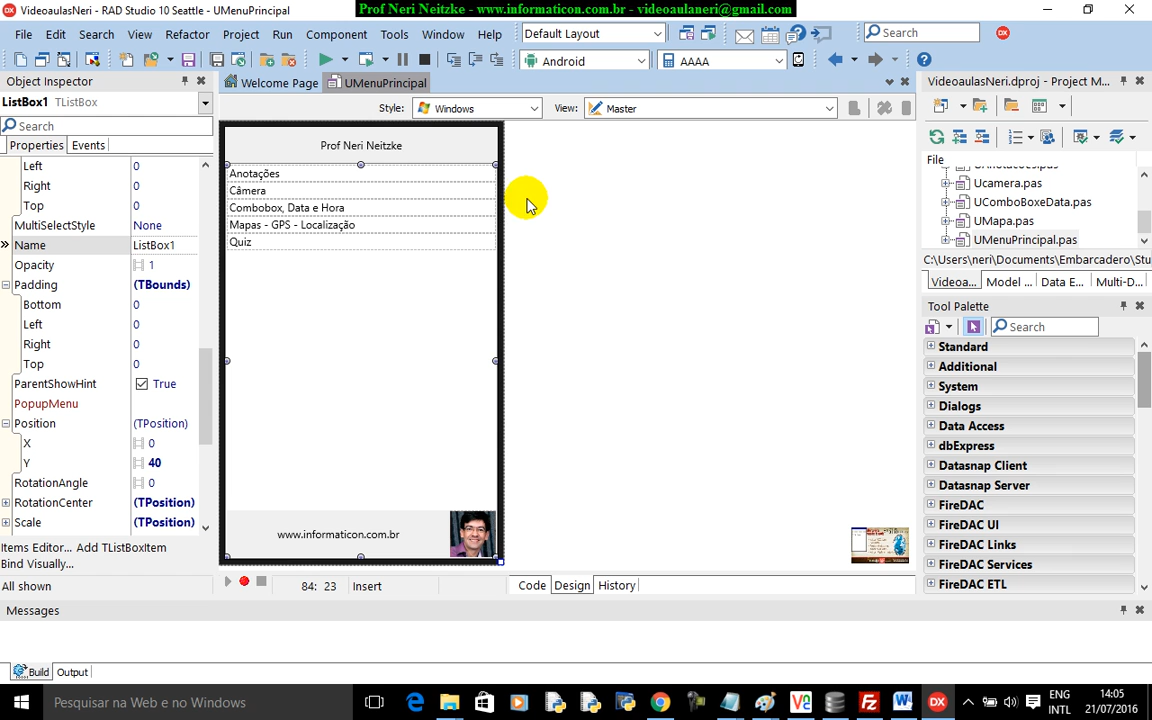 Prof Neri Neitzke - www.informaticon.com.br - videoaulaneri@gmail.com
VideoaulasNeri - RAD Studio 10 Seattle - UMenuPrincipal
File Edit Search View Refactor Project Run Component Tools Window Help
Default Layout
Search
Android
AAAA
Object Inspector
ListBox1 TListBox
Search
Properties Events
Left 0
Right 0
Top 0
MultiSelectStyle None
Name ListBox1
Opacity 1
Padding (TBounds)
Bottom 0
Left 0
Right 0
Top 0
ParentShowHint True
PopupMenu
Position (TPosition)
X 0
Y 40
RotationAngle 0
RotationCenter (TPosition)
Scale (TPosition)
Items Editor... Add TListBoxItem
Bind Visually...
All shown
Welcome Page UMenuPrincipal
Style: Windows View: Master
Prof Neri Neitzke
Anotações
Câmera
Combobox, Data e Hora
Mapas - GPS - Localização
Quiz
www.informaticon.com.br
84: 23 Insert
Code Design History
VideoaulasNeri.dproj - Project M...
File
Ucamera.pas
UComboBoxeData.pas
UMapa.pas
UMenuPrincipal.pas
C:\Users\neri\Documents\Embarcadero\Stu
Videoa... Model ... Data E... Multi-D...
Tool Palette
Search
Standard
Additional
System
Dialogs
Data Access
dbExpress
Datasnap Client
Datasnap Server
FireDAC
FireDAC UI
FireDAC Links
FireDAC Services
FireDAC ETL
Messages
Build Output
Pesquisar na Web e no Windows
ENG
INTL
14:05
21/07/2016